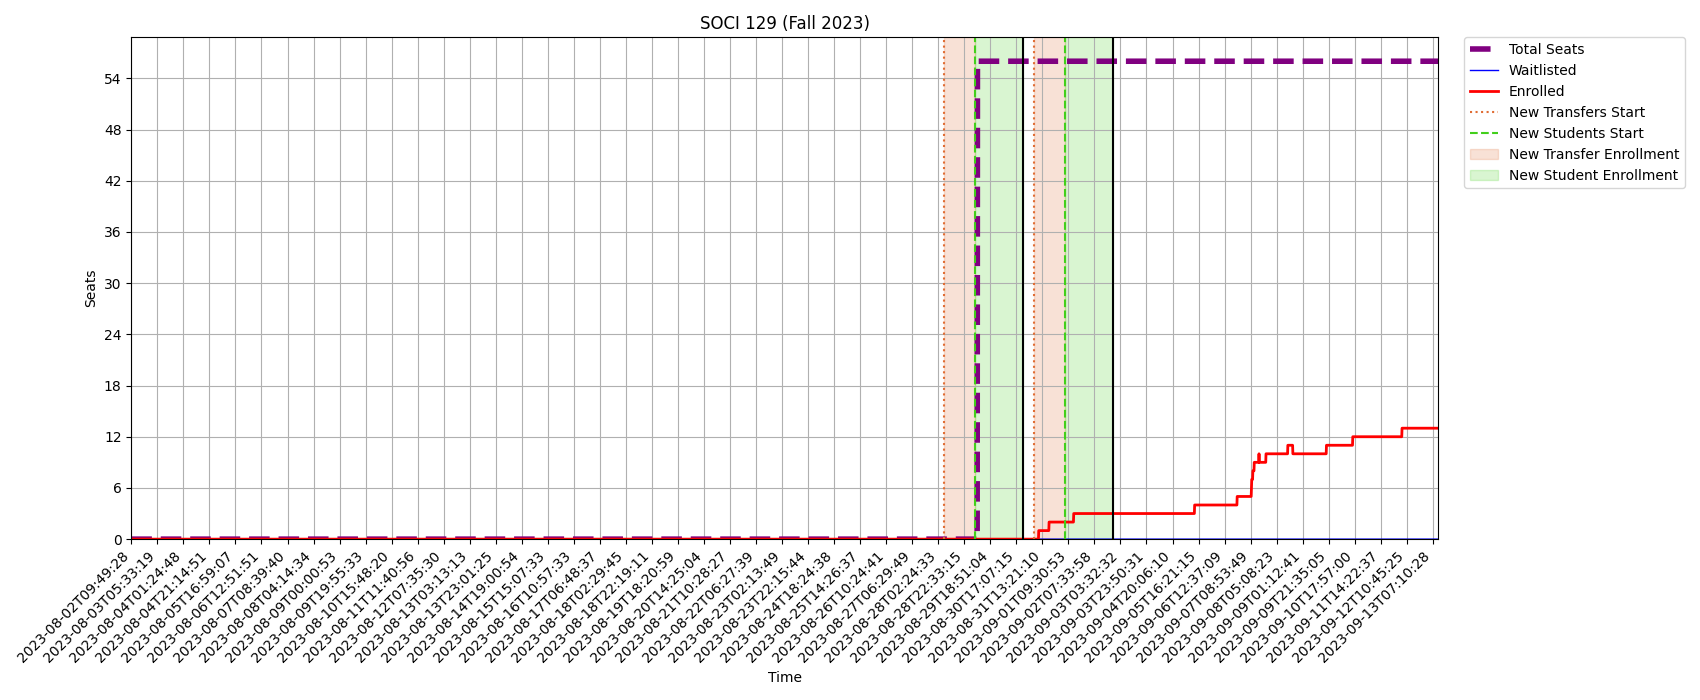 SOCI 129 (Fall 2023)
Total Seats
Waitlisted
Enrolled
New Transfers Start
New Students Start
New Transfer Enrollment
New Student Enrollment
Seats
54
48
42
36
30
24
18
12
6
0
2023-08-02T09:49:28
2023-08-03T05:33:19
2023-08-04T01:24:48
2023-08-04T21:14:51
2023-08-05T16:59:07
2023-08-06T12:51:51
2023-08-07T08:39:40
2023-08-08T04:14:34
2023-08-09T00:00:53
2023-08-09T19:55:33
2023-08-10T15:48:20
2023-08-11T11:40:56
2023-08-12T07:35:30
2023-08-13T03:13:13
2023-08-13T23:01:25
2023-08-14T19:00:54
2023-08-15T15:07:33
2023-08-16T10:57:33
2023-08-17T06:48:37
2023-08-18T02:29:45
2023-08-18T22:19:11
2023-08-19T18:20:59
2023-08-20T14:25:04
2023-08-21T10:28:27
2023-08-22T06:27:39
2023-08-23T02:13:49
2023-08-23T22:15:44
2023-08-24T18:24:38
2023-08-25T14:26:37
2023-08-26T10:24:41
2023-08-27T06:29:49
2023-08-28T02:24:33
2023-08-28T22:33:15
2023-08-29T18:51:04
2023-08-30T17:07:15
2023-08-31T13:21:10
2023-09-01T09:30:53
2023-09-02T07:33:58
2023-09-03T03:32:32
2023-09-03T23:50:31
2023-09-04T20:06:10
2023-09-05T16:21:15
2023-09-06T12:37:09
2023-09-07T08:53:49
2023-09-08T05:08:23
2023-09-09T01:12:41
2023-09-09T21:35:05
2023-09-10T17:57:00
2023-09-11T14:22:37
2023-09-12T10:45:25
2023-09-13T07:10:28
Time